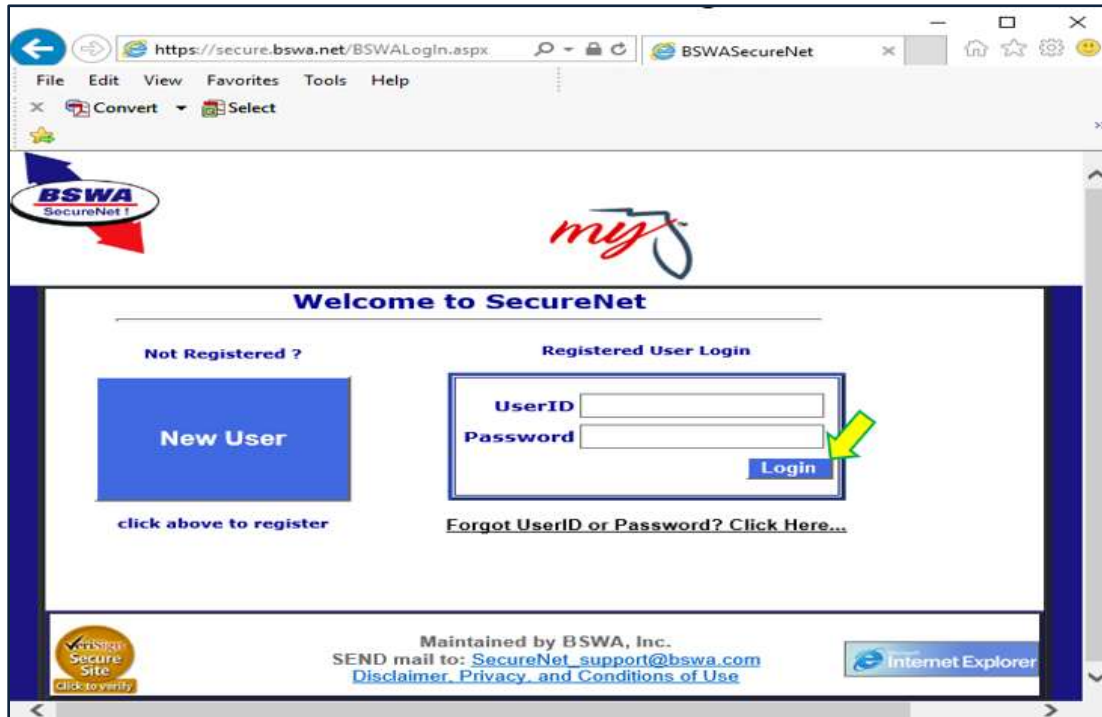 https://secure.bswa.net/BSWALogIn.aspx
BSWASecureNet
File Edit View Favorites Tools Help
Convert Select
BSWA
SecureNet!
my
Welcome to SecureNet
Not Registered ?
Registered User Login
New User
UserID
Password
Login
click above to register
Forgot UserID or Password? Click Here...
VeriSign
Secure
Site
Click to verify
Maintained by BSWA, Inc.
SEND mail to: SecureNet_support@bswa.com
Disclaimer, Privacy, and Conditions of Use
Internet Explorer